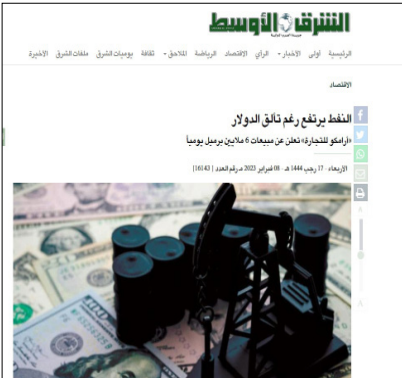 الشرق الأوسط
الرئيسية أولى الأخبار الرأي الاقتصاد الرياضة الملاحق ثقافة يوميات الشرق ملفات الشرق الأخيرة
الاقتصاد
النفط يرتفع رغم تألق الدولار
«أرامكو للتجارة» تعلن عن مبيعات 6 ملايين برميل يومياً
الأربعاء - 17 رجب 1444 هـ - 08 فبراير 2023 مـ رقم العدد [16143]